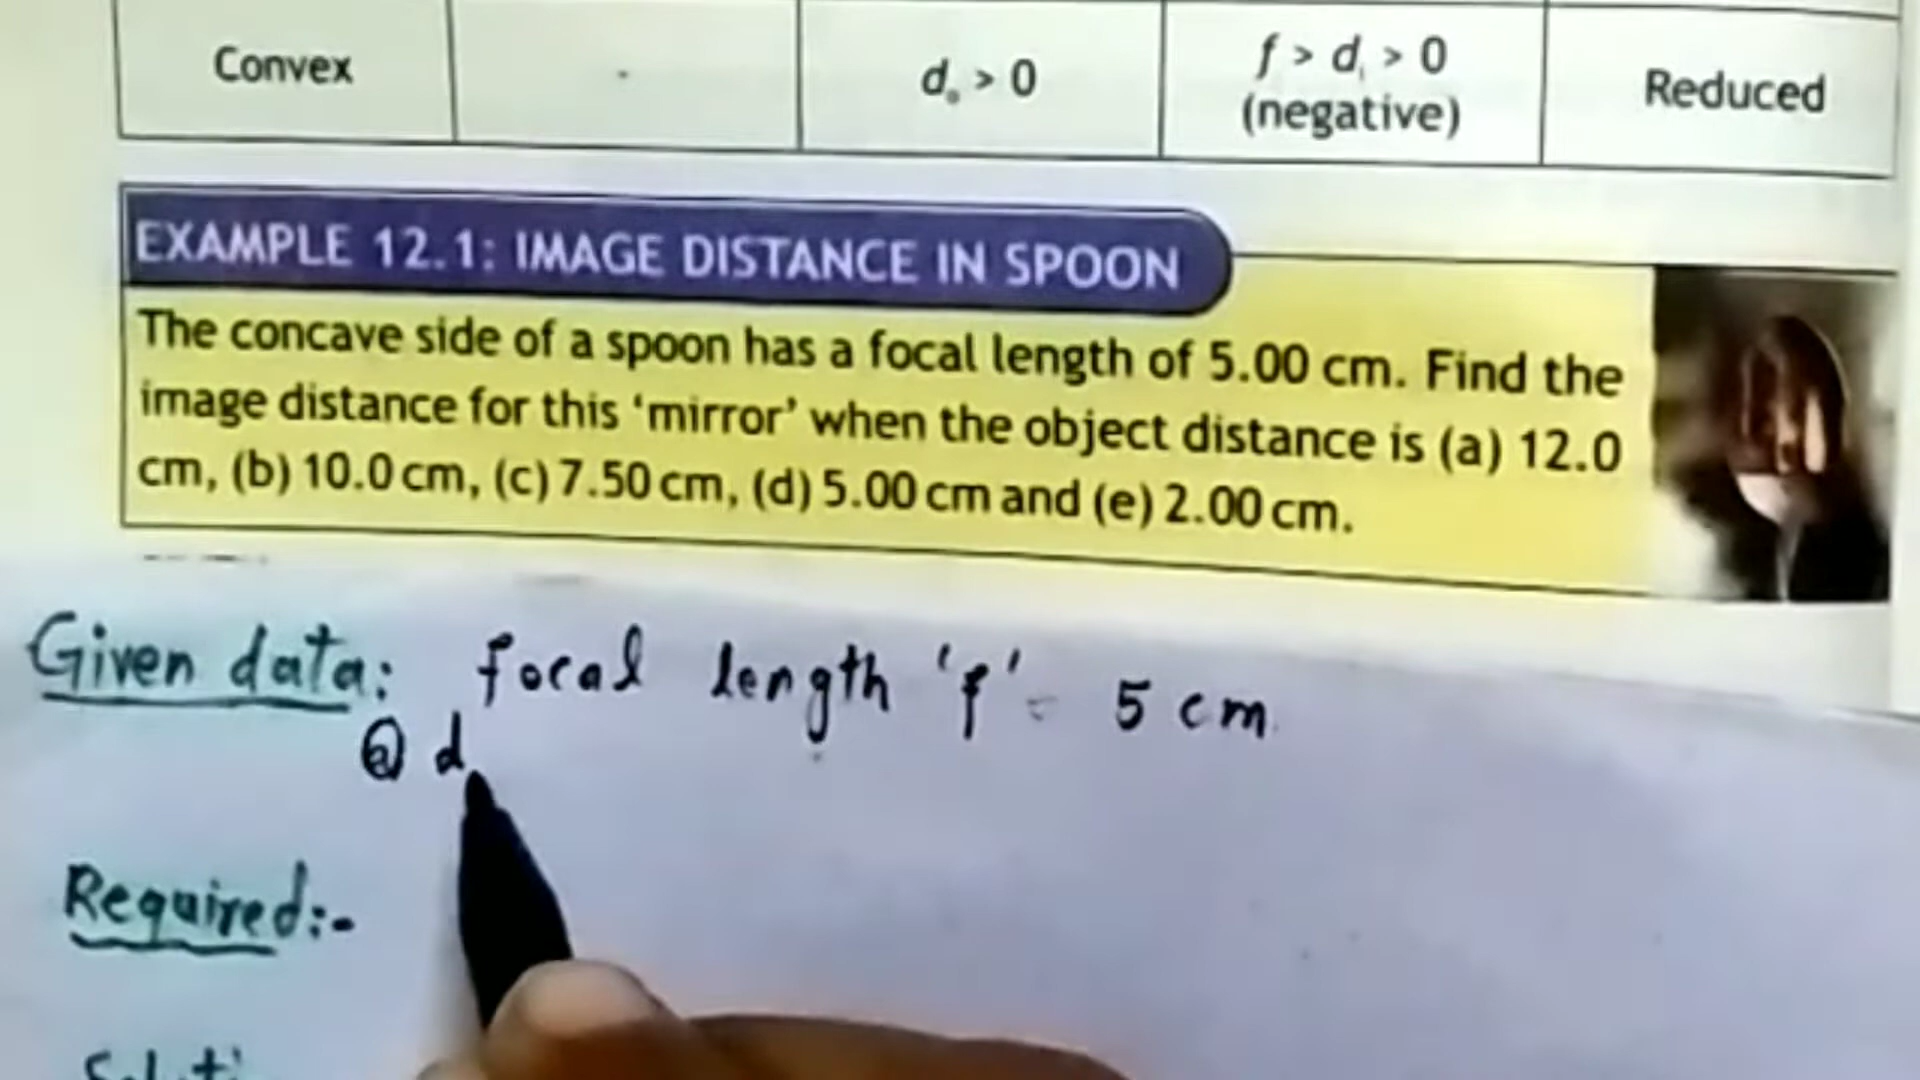 Convex d₀ > 0 f > dᵢ > 0 (negative) Reduced
EXAMPLE 12.1: IMAGE DISTANCE IN SPOON
The concave side of a spoon has a focal length of 5.00 cm. Find the
image distance for this ‘mirror’ when the object distance is (a) 12.0
cm, (b) 10.0 cm, (c) 7.50 cm, (d) 5.00 cm and (e) 2.00 cm.
Given data: focal length 'f' = 5 cm
ⓐ d
Required:-